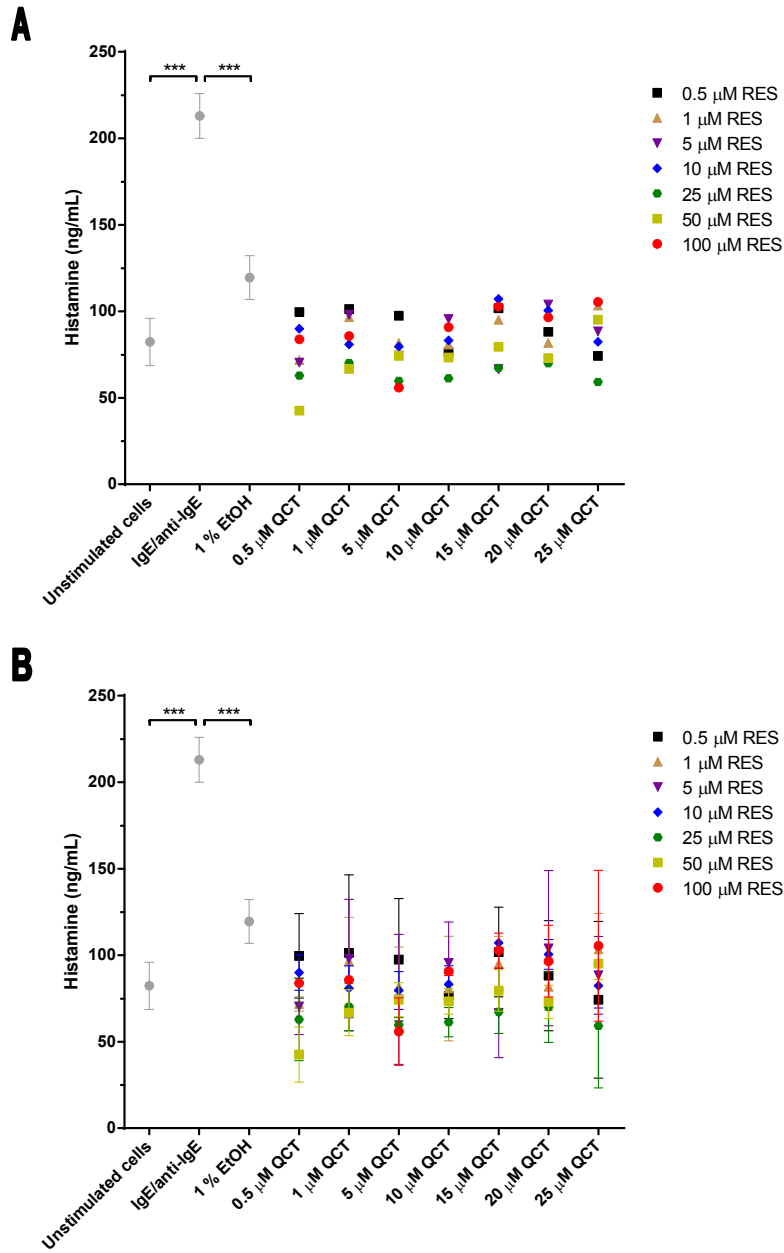 A
250
200
150
100
50
0
Histamine (ng/mL)
*** ***
Unstimulated cells
IgE/anti-IgE
1 % EtOH
0.5 μM QCT
1 μM QCT
5 μM QCT
10 μM QCT
15 μM QCT
20 μM QCT
25 μM QCT
0.5 μM RES
1 μM RES
5 μM RES
10 μM RES
25 μM RES
50 μM RES
100 μM RES
B
250
200
150
100
50
0
Histamine (ng/mL)
*** ***
Unstimulated cells
IgE/anti-IgE
1 % EtOH
0.5 μM QCT
1 μM QCT
5 μM QCT
10 μM QCT
15 μM QCT
20 μM QCT
25 μM QCT
0.5 μM RES
1 μM RES
5 μM RES
10 μM RES
25 μM RES
50 μM RES
100 μM RES